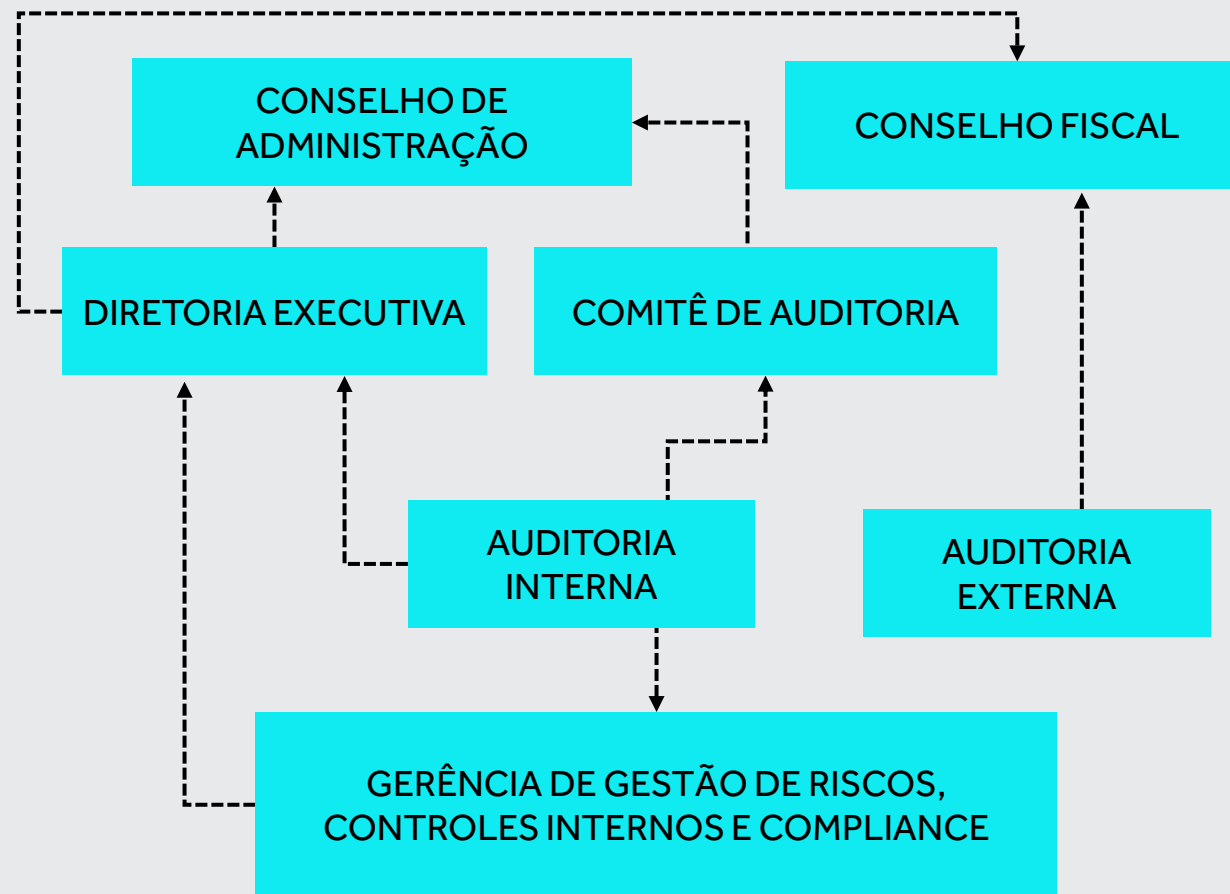 CONSELHO DE
ADMINISTRAÇÃO
CONSELHO FISCAL
DIRETORIA EXECUTIVA
COMITÊ DE AUDITORIA
AUDITORIA
INTERNA
AUDITORIA
EXTERNA
GERÊNCIA DE GESTÃO DE RISCOS,
CONTROLES INTERNOS E COMPLIANCE